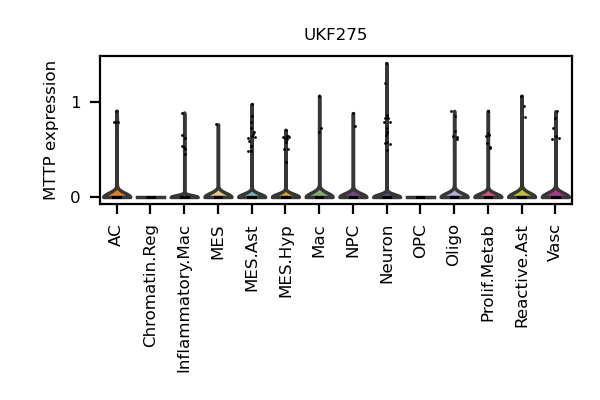 UKF275
MTTP expression
1
0
AC
Chromatin.Reg
Inflammatory.Mac
MES
MES.Ast
MES.Hyp
Mac
NPC
Neuron
OPC
Oligo
Prolif.Metab
Reactive.Ast
Vasc